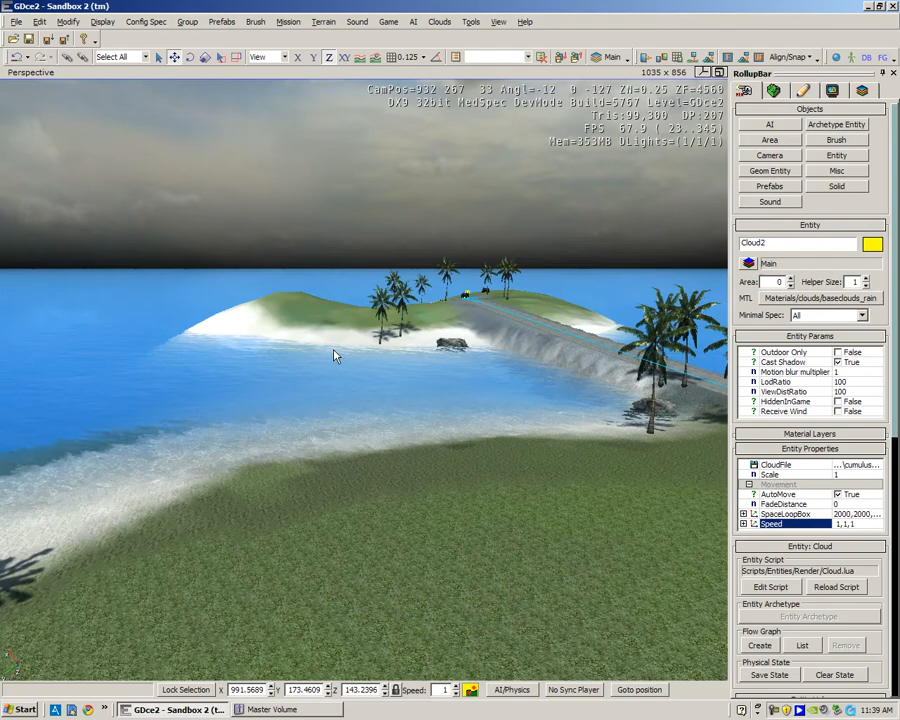 GDce2 - Sandbox 2 (tm)
File Edit Modify Display Config Spec Group Prefabs Brush Mission Terrain Sound Game AI Clouds Tools View Help
Select All View X Y Z XY 0.125 Main Align/Snap DB FG
Perspective 1035 x 856
RollupBar
CamPos=932 267 33 Angl=-12 0 -127 ZN=0.25 ZF=4560
DX9 32bit MedSpec DevMode Build=5767 Level=GDce2
Tris:99,300 DP:207
FPS 67.9 ( 23..345)
Mem=353MB DLights=(1/1/1)
Objects
AI Archetype Entity
Area Brush
Camera Entity
Geom Entity Misc
Prefabs Solid
Sound
Entity
Cloud2
Main
Area: 0 Helper Size: 1
MTL Materials/clouds/baseclouds_rain
Minimal Spec: All
Entity Params
Outdoor Only False
Cast Shadow True
Motion blur multiplier 1
LodRatio 100
ViewDistRatio 100
HiddenInGame False
Receive Wind False
Material Layers
Entity Properties
CloudFile ...\cumulus...
Scale 1
Movement
AutoMove True
FadeDistance 0
SpaceLoopBox 2000,2000,...
Speed 1,1,1
Entity: Cloud
Entity Script
Scripts/Entities/Render/Cloud.lua
Edit Script Reload Script
Entity Archetype
Entity Archetype
Flow Graph
Create List Remove
Physical State
Save State Clear State
Lock Selection X 991.5689 Y 173.4609 Z 143.2396 Speed: 1 AI/Physics No Sync Player Goto position
Start GDce2 - Sandbox 2 (t... Master Volume 11:39 AM